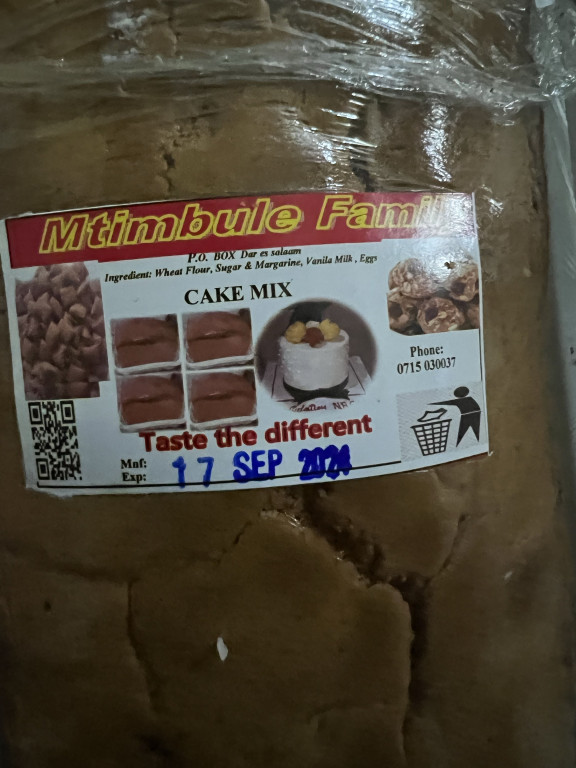 Mtimbule Family
P.O. BOX Dar es salaam
Ingredient: Wheat Flour, Sugar & Margarine, Vanila Milk , Eggs
CAKE MIX
Phone:
0715 030037
Taste the different
Mnf:
Exp:
17 SEP 2024